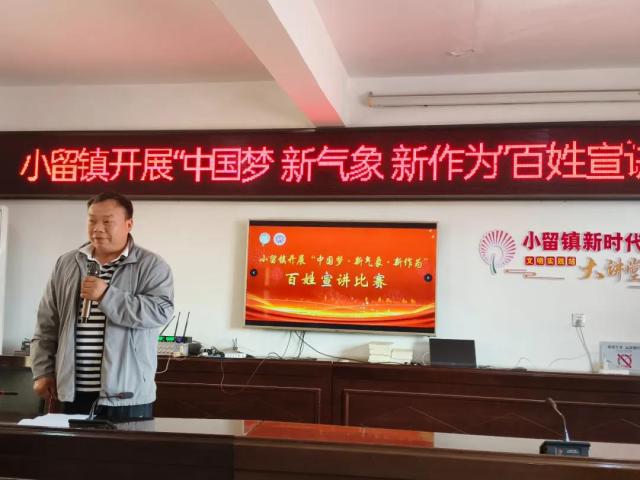 小留镇开展“中国梦 新气象 新作为”百姓宣讲
小留镇开展“中国梦·新气象·新作为”
百姓宣讲比赛
小留镇新时代
文明实践站
大讲堂